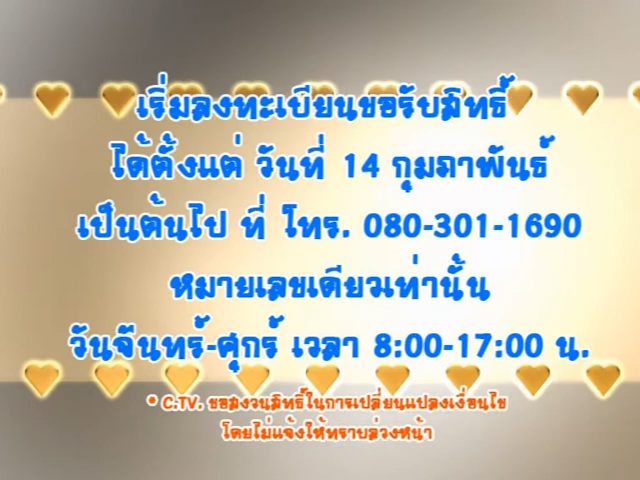 เริ่มลงทะเบียนขอรับสิทธิ์
ได้ตั้งแต่ วันที่ 14 กุมภาพันธ์
เป็นต้นไป ที่ โทร. 080-301-1690
หมายเลขเดียวเท่านั้น
วันจันทร์-ศุกร์ เวลา 8:00-17:00 น.
* C.TV. ขอสงวนสิทธิ์ในการเปลี่ยนแปลงเงื่อนไข
โดยไม่แจ้งให้ทราบล่วงหน้า